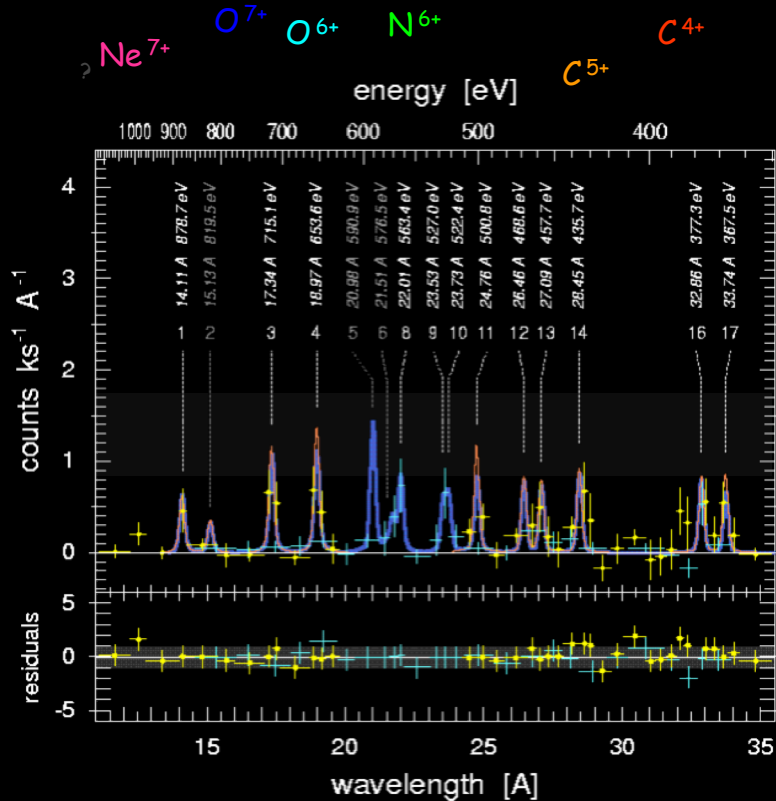 ? Ne7+ O7+ O6+ N6+ C5+ C4+
energy [eV]
1000 900 800 700 600 500 400
14.11 A 878.7 eV
15.13 A 819.5 eV
17.34 A 715.1 eV
18.97 A 653.6 eV
20.98 A 590.9 eV
21.51 A 576.5 eV
22.01 A 563.4 eV
23.53 A 527.0 eV
23.73 A 522.4 eV
24.76 A 500.8 eV
26.46 A 468.6 eV
27.09 A 457.7 eV
28.45 A 435.7 eV
32.86 A 377.3 eV
33.74 A 367.5 eV
1 2 3 4 5 6 8 9 10 11 12 13 14 16 17
counts ks-1 A-1
4
3
2
1
0
residuals
5
0
-5
15 20 25 30 35
wavelength [A]